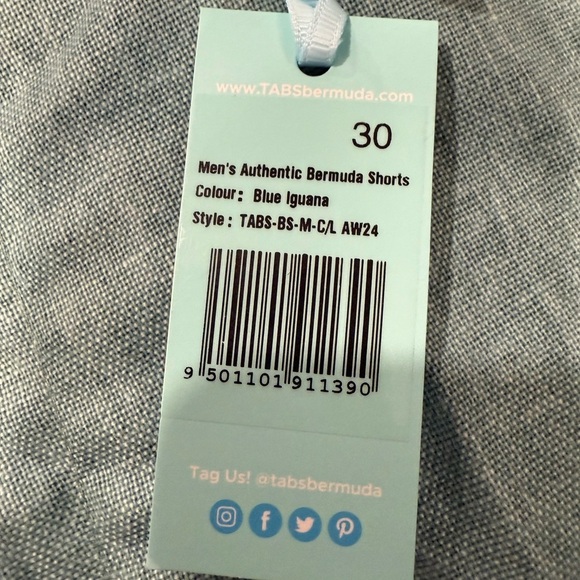 www.TABSbermuda.com
30
Men's Authentic Bermuda Shorts
Colour: Blue Iguana
Style: TABS-BS-M-C/L AW24
9 501101 911390
Tag Us! @tabsbermuda